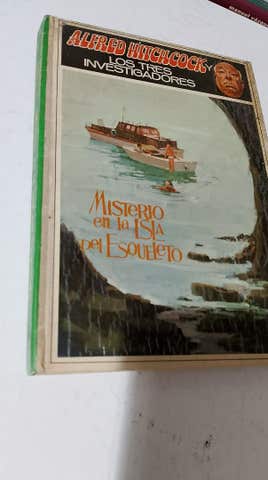 ALFRED HITCHCOCK Y
LOS TRES
INVESTIGADORES
MISTERIO
en la ISLA
del ESQUELETO